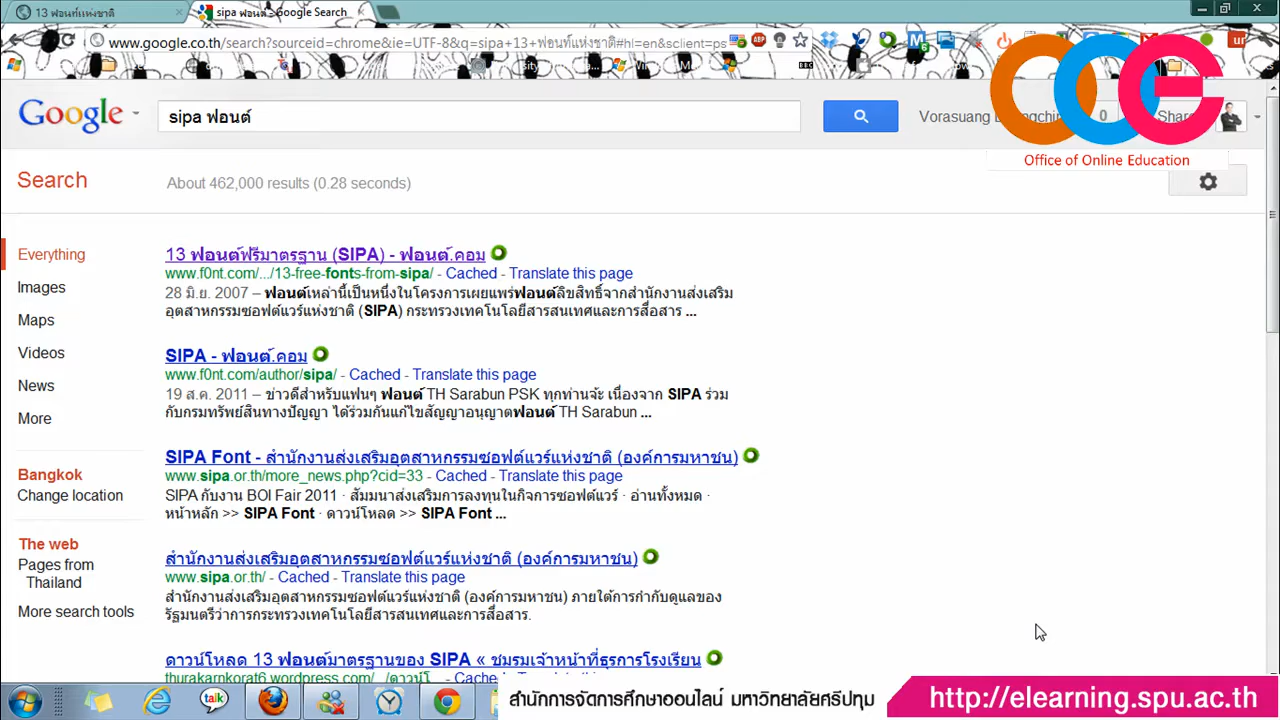 13 ฟอนท์แห่งชาติ
sipa ฟอนต์ - Google Search
www.google.co.th/search?sourceid=chrome&ie=UTF-8&q=sipa+13+ฟอนท์แห่งชาติ#hl=en&sclient=ps
Google
sipa ฟอนต์
Vorasuang
0
Share
Office of Online Education
Search
About 462,000 results (0.28 seconds)
Everything
Images
Maps
Videos
News
More
Bangkok
Change location
The web
Pages from
Thailand
More search tools
13 ฟอนต์ฟรีมาตรฐาน (SIPA) - ฟอนต์.คอม
www.f0nt.com/.../13-free-fonts-from-sipa/ - Cached - Translate this page
28 มิ.ย. 2007 – ฟอนต์เหล่านี้เป็นหนึ่งในโครงการเผยแพร่ฟอนต์ลิขสิทธิ์จากสำนักงานส่งเสริม
อุตสาหกรรมซอฟต์แวร์แห่งชาติ (SIPA) กระทรวงเทคโนโลยีสารสนเทศและการสื่อสาร ...
SIPA - ฟอนต์.คอม
www.f0nt.com/author/sipa/ - Cached - Translate this page
19 ส.ค. 2011 – ข่าวดีสำหรับแฟนๆ ฟอนต์ TH Sarabun PSK ทุกท่านจ้ะ เนื่องจาก SIPA ร่วม
กับกรมทรัพย์สินทางปัญญา ได้ร่วมกันแก้ไขสัญญาอนุญาตฟอนต์ TH Sarabun ...
SIPA Font - สำนักงานส่งเสริมอุตสาหกรรมซอฟต์แวร์แห่งชาติ (องค์การมหาชน)
www.sipa.or.th/more_news.php?cid=33 - Cached - Translate this page
SIPA กับงาน BOI Fair 2011 · สัมมนาส่งเสริมการลงทุนในกิจการซอฟต์แวร์ · อ่านทั้งหมด ·
หน้าหลัก >> SIPA Font · ดาวน์โหลด >> SIPA Font ...
สำนักงานส่งเสริมอุตสาหกรรมซอฟต์แวร์แห่งชาติ (องค์การมหาชน)
www.sipa.or.th/ - Cached - Translate this page
สำนักงานส่งเสริมอุตสาหกรรมซอฟต์แวร์แห่งชาติ (องค์การมหาชน) ภายใต้การกำกับดูแลของ
รัฐมนตรีว่าการกระทรวงเทคโนโลยีสารสนเทศและการสื่อสาร.
ดาวน์โหลด 13 ฟอนต์มาตรฐานของ SIPA « ชมรมเจ้าหน้าที่ธุรการโรงเรียน
thurakarnkorat6.wordpress.com/.../ดาวน์โ... - Cached - Translate this page
talk
สำนักการจัดการศึกษาออนไลน์ มหาวิทยาลัยศรีปทุม
http://elearning.spu.ac.th